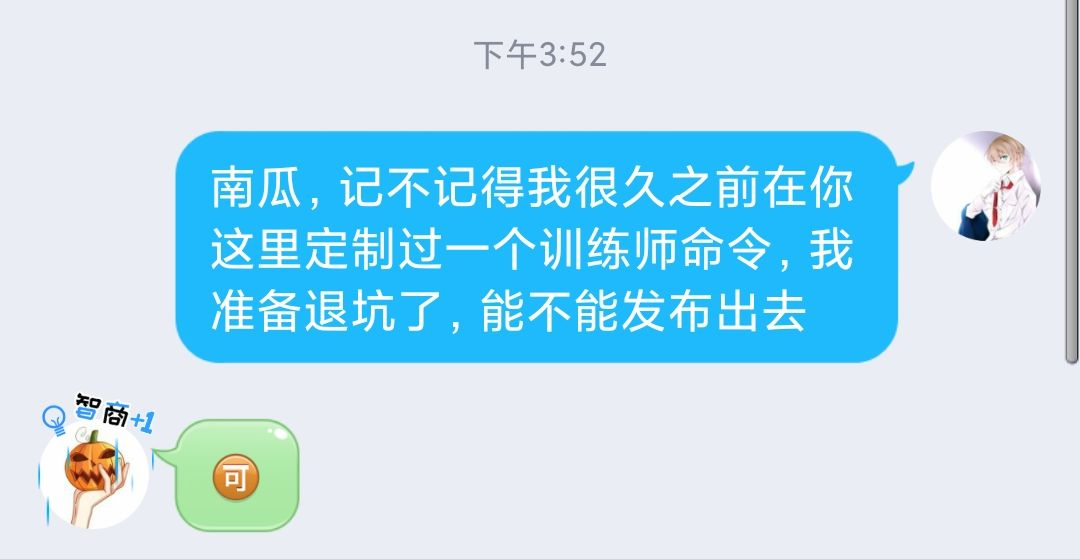 下午3:52
南瓜，记不记得我很久之前在你
这里定制过一个训练师命令，我
准备退坑了，能不能发布出去
智商+1
可